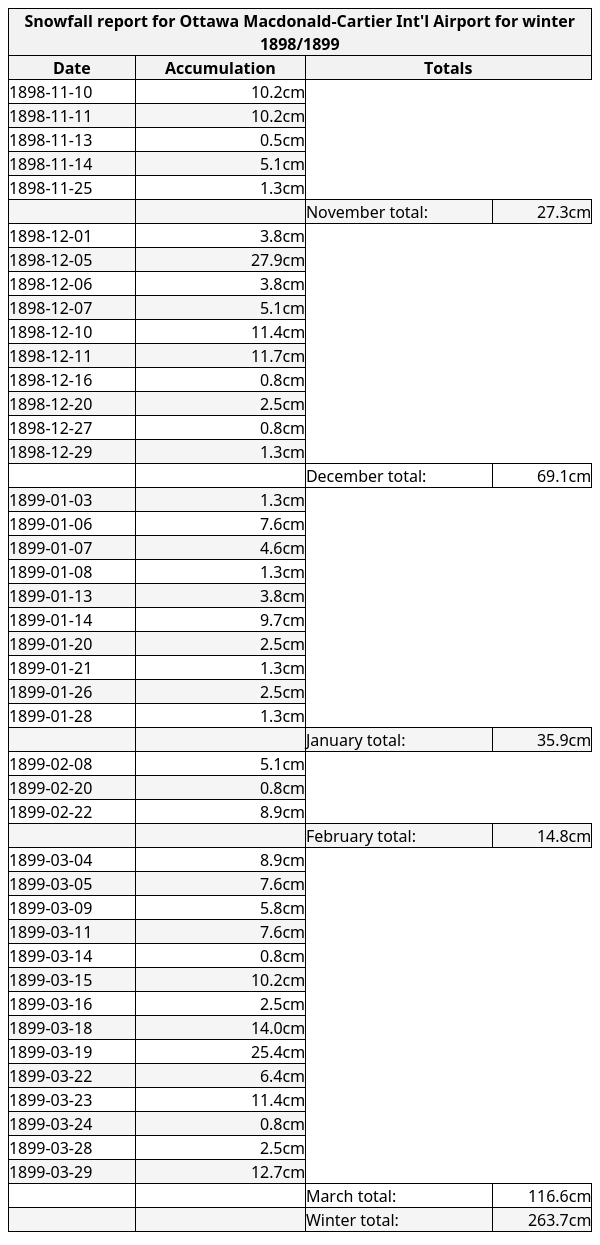 Snowfall report for Ottawa Macdonald-Cartier Int'l Airport for winter
1898/1899
Date Accumulation Totals
1898-11-10 10.2cm
1898-11-11 10.2cm
1898-11-13 0.5cm
1898-11-14 5.1cm
1898-11-25 1.3cm
November total: 27.3cm
1898-12-01 3.8cm
1898-12-05 27.9cm
1898-12-06 3.8cm
1898-12-07 5.1cm
1898-12-10 11.4cm
1898-12-11 11.7cm
1898-12-16 0.8cm
1898-12-20 2.5cm
1898-12-27 0.8cm
1898-12-29 1.3cm
December total: 69.1cm
1899-01-03 1.3cm
1899-01-06 7.6cm
1899-01-07 4.6cm
1899-01-08 1.3cm
1899-01-13 3.8cm
1899-01-14 9.7cm
1899-01-20 2.5cm
1899-01-21 1.3cm
1899-01-26 2.5cm
1899-01-28 1.3cm
January total: 35.9cm
1899-02-08 5.1cm
1899-02-20 0.8cm
1899-02-22 8.9cm
February total: 14.8cm
1899-03-04 8.9cm
1899-03-05 7.6cm
1899-03-09 5.8cm
1899-03-11 7.6cm
1899-03-14 0.8cm
1899-03-15 10.2cm
1899-03-16 2.5cm
1899-03-18 14.0cm
1899-03-19 25.4cm
1899-03-22 6.4cm
1899-03-23 11.4cm
1899-03-24 0.8cm
1899-03-28 2.5cm
1899-03-29 12.7cm
March total: 116.6cm
Winter total: 263.7cm